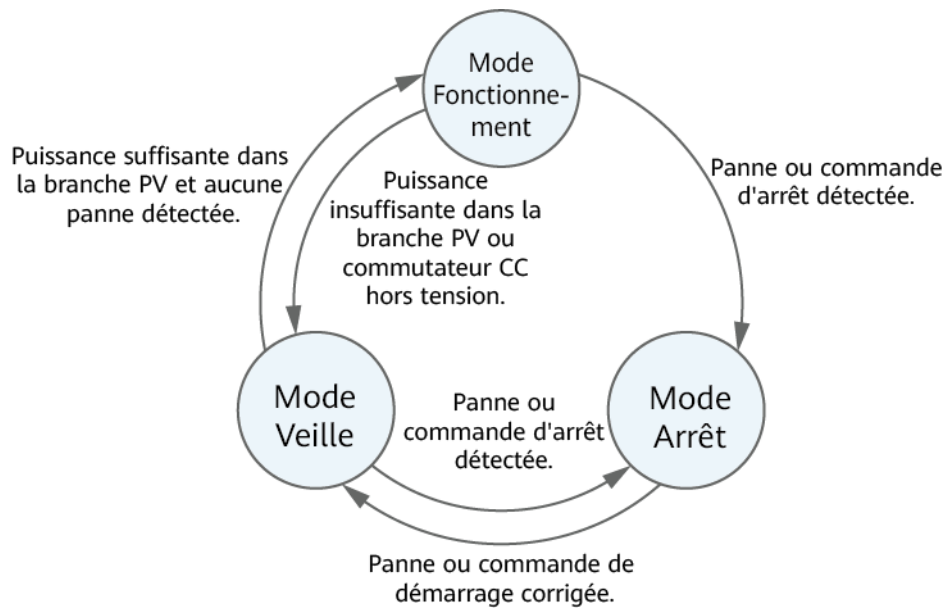 Mode
Fonctionne-
ment
Puissance suffisante dans
la branche PV et aucune
panne détectée.
Puissance
insuffisante dans la
branche PV ou
commutateur CC
hors tension.
Panne ou commande
d'arrêt détectée.
Mode
Veille
Panne ou
commande d'arrêt
détectée.
Mode
Arrêt
Panne ou commande de
démarrage corrigée.